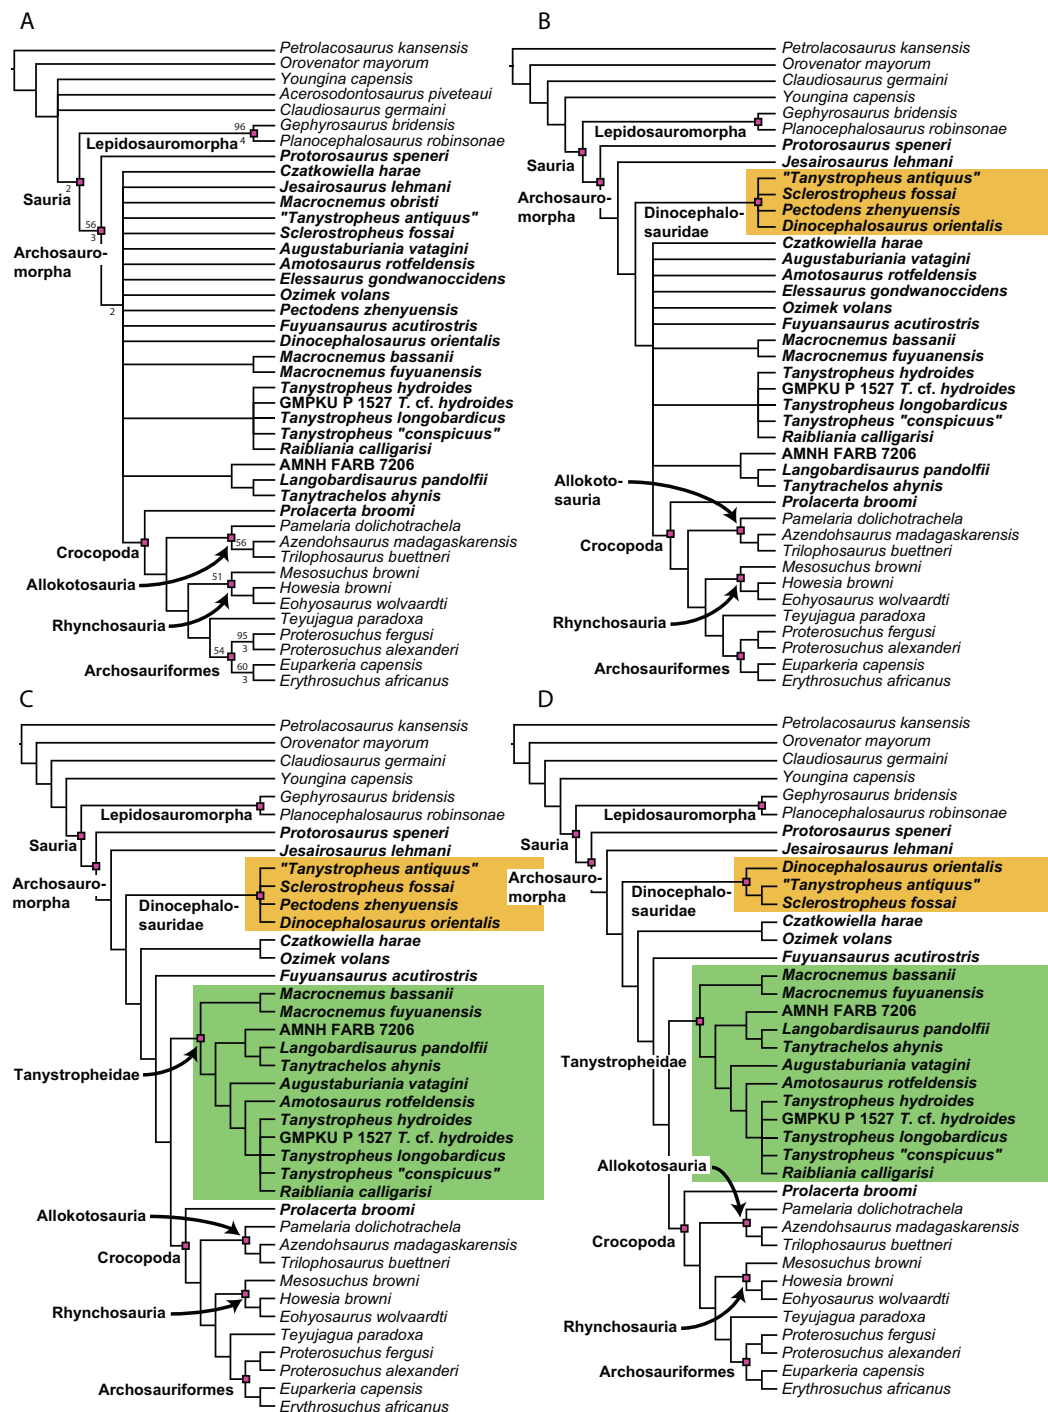 A
Petrolacosaurus kansensis
Orovenator mayorum
Youngina capensis
Acerosodontosaurus piveteaui
Claudiosaurus germaini
96
Gephyrosaurus bridensis
Lepidosauromorpha
4
Planocephalosaurus robinsonae
Protorosaurus speneri
Czatkowiella harae
2
Jesairosaurus lehmani
Sauria
Macrocnemus obristi
"Tanystropheus antiquus"
56
3
Sclerostropheus fossai
Archosauro-
morpha
Augustaburiania vatagini
Amotosaurus rotfeldensis
Elessaurus gondwanoccidens
Ozimek volans
2
Pectodens zhenyuensis
Fuyuansaurus acutirostris
Dinocephalosaurus orientalis
Macrocnemus bassanii
Macrocnemus fuyuanensis
Tanystropheus hydroides
GMPKU P 1527 T. cf. hydroides
Tanystropheus longobardicus
Tanystropheus "conspicuus"
Raibliania calligarisi
AMNH FARB 7206
Langobardisaurus pandolfii
Tanytrachelos ahynis
Prolacerta broomi
Crocopoda
Pamelaria dolichotrachela
56
Azendohsaurus madagaskarensis
Trilophosaurus buettneri
Allokotosauria
51
Mesosuchus browni
Howesia browni
Eohyosaurus wolvaardti
Rhynchosauria
Teyujagua paradoxa
95
3
Proterosuchus fergusi
54
Proterosuchus alexanderi
Archosauriformes
60
3
Euparkeria capensis
Erythrosuchus africanus
B
Petrolacosaurus kansensis
Orovenator mayorum
Claudiosaurus germaini
Youngina capensis
Gephyrosaurus bridensis
Lepidosauromorpha
Planocephalosaurus robinsonae
Protorosaurus speneri
Sauria
Jesairosaurus lehmani
"Tanystropheus antiquus"
Archosauro-
morpha
Sclerostropheus fossai
Dinocephalo-
sauridae
Pectodens zhenyuensis
Dinocephalosaurus orientalis
Czatkowiella harae
Augustaburiania vatagini
Amotosaurus rotfeldensis
Elessaurus gondwanoccidens
Ozimek volans
Fuyuansaurus acutirostris
Macrocnemus bassanii
Macrocnemus fuyuanensis
Tanystropheus hydroides
GMPKU P 1527 T. cf. hydroides
Tanystropheus longobardicus
Tanystropheus "conspicuus"
Raibliania calligarisi
AMNH FARB 7206
Langobardisaurus pandolfii
Tanytrachelos ahynis
Allokoto-
sauria
Prolacerta broomi
Pamelaria dolichotrachela
Crocopoda
Azendohsaurus madagaskarensis
Trilophosaurus buettneri
Mesosuchus browni
Howesia browni
Eohyosaurus wolvaardti
Rhynchosauria
Teyujagua paradoxa
Proterosuchus fergusi
Proterosuchus alexanderi
Archosauriformes
Euparkeria capensis
Erythrosuchus africanus
C
Petrolacosaurus kansensis
Orovenator mayorum
Claudiosaurus germaini
Youngina capensis
Gephyrosaurus bridensis
Lepidosauromorpha
Planocephalosaurus robinsonae
Protorosaurus speneri
Sauria
Jesairosaurus lehmani
"Tanystropheus antiquus"
Archosauro-
morpha
Sclerostropheus fossai
Dinocephalo-
sauridae
Pectodens zhenyuensis
Dinocephalosaurus orientalis
Czatkowiella harae
Ozimek volans
Fuyuansaurus acutirostris
Macrocnemus bassanii
Macrocnemus fuyuanensis
AMNH FARB 7206
Langobardisaurus pandolfii
Tanytrachelos ahynis
Tanystropheidae
Augustaburiania vatagini
Amotosaurus rotfeldensis
Tanystropheus hydroides
GMPKU P 1527 T. cf. hydroides
Tanystropheus longobardicus
Tanystropheus "conspicuus"
Raibliania calligarisi
Prolacerta broomi
Allokotosauria
Pamelaria dolichotrachela
Azendohsaurus madagaskarensis
Crocopoda
Trilophosaurus buettneri
Mesosuchus browni
Howesia browni
Rhynchosauria
Eohyosaurus wolvaardti
Teyujagua paradoxa
Proterosuchus fergusi
Proterosuchus alexanderi
Archosauriformes
Euparkeria capensis
Erythrosuchus africanus
D
Petrolacosaurus kansensis
Orovenator mayorum
Claudiosaurus germaini
Youngina capensis
Gephyrosaurus bridensis
Lepidosauromorpha
Planocephalosaurus robinsonae
Protorosaurus speneri
Sauria
Jesairosaurus lehmani
Archosauro-
morpha
Dinocephalosaurus orientalis
Dinocephalo-
sauridae
"Tanystropheus antiquus"
Sclerostropheus fossai
Czatkowiella harae
Ozimek volans
Fuyuansaurus acutirostris
Macrocnemus bassanii
Macrocnemus fuyuanensis
AMNH FARB 7206
Langobardisaurus pandolfii
Tanytrachelos ahynis
Tanystropheidae
Augustaburiania vatagini
Amotosaurus rotfeldensis
Tanystropheus hydroides
GMPKU P 1527 T. cf. hydroides
Tanystropheus longobardicus
Tanystropheus "conspicuus"
Allokotosauria
Raibliania calligarisi
Prolacerta broomi
Pamelaria dolichotrachela
Crocopoda
Azendohsaurus madagaskarensis
Trilophosaurus buettneri
Mesosuchus browni
Howesia browni
Eohyosaurus wolvaardti
Rhynchosauria
Teyujagua paradoxa
Proterosuchus fergusi
Proterosuchus alexanderi
Archosauriformes
Euparkeria capensis
Erythrosuchus africanus